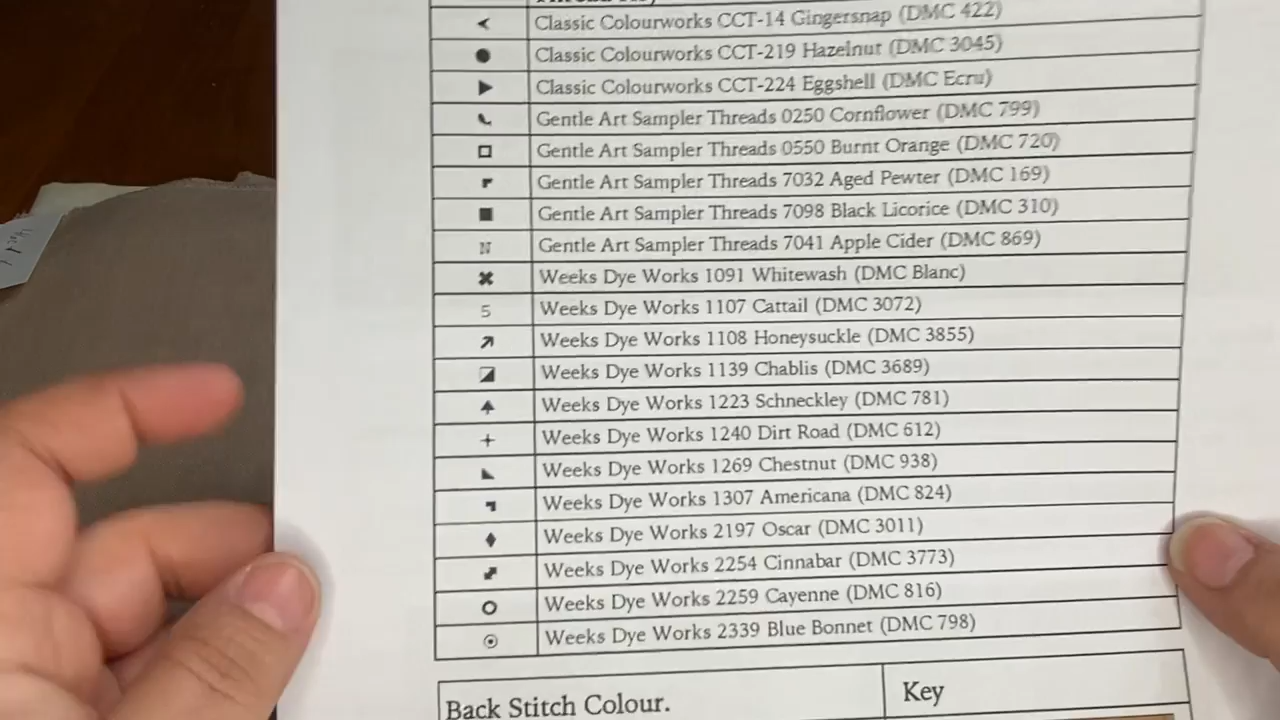 Classic Colourworks CCT-14 Gingersnap (DMC 422)
Classic Colourworks CCT-219 Hazelnut (DMC 3045)
Classic Colourworks CCT-224 Eggshell (DMC Ecru)
Gentle Art Sampler Threads 0250 Cornflower (DMC 799)
Gentle Art Sampler Threads 0550 Burnt Orange (DMC 720)
Gentle Art Sampler Threads 7032 Aged Pewter (DMC 169)
Gentle Art Sampler Threads 7098 Black Licorice (DMC 310)
N Gentle Art Sampler Threads 7041 Apple Cider (DMC 869)
Weeks Dye Works 1091 Whitewash (DMC Blanc)
5 Weeks Dye Works 1107 Cattail (DMC 3072)
Weeks Dye Works 1108 Honeysuckle (DMC 3855)
Weeks Dye Works 1139 Chablis (DMC 3689)
Weeks Dye Works 1223 Schneckley (DMC 781)
Weeks Dye Works 1240 Dirt Road (DMC 612)
Weeks Dye Works 1269 Chestnut (DMC 938)
Weeks Dye Works 1307 Americana (DMC 824)
Weeks Dye Works 2197 Oscar (DMC 3011)
Weeks Dye Works 2254 Cinnabar (DMC 3773)
Weeks Dye Works 2259 Cayenne (DMC 816)
Weeks Dye Works 2339 Blue Bonnet (DMC 798)
Back Stitch Colour. Key